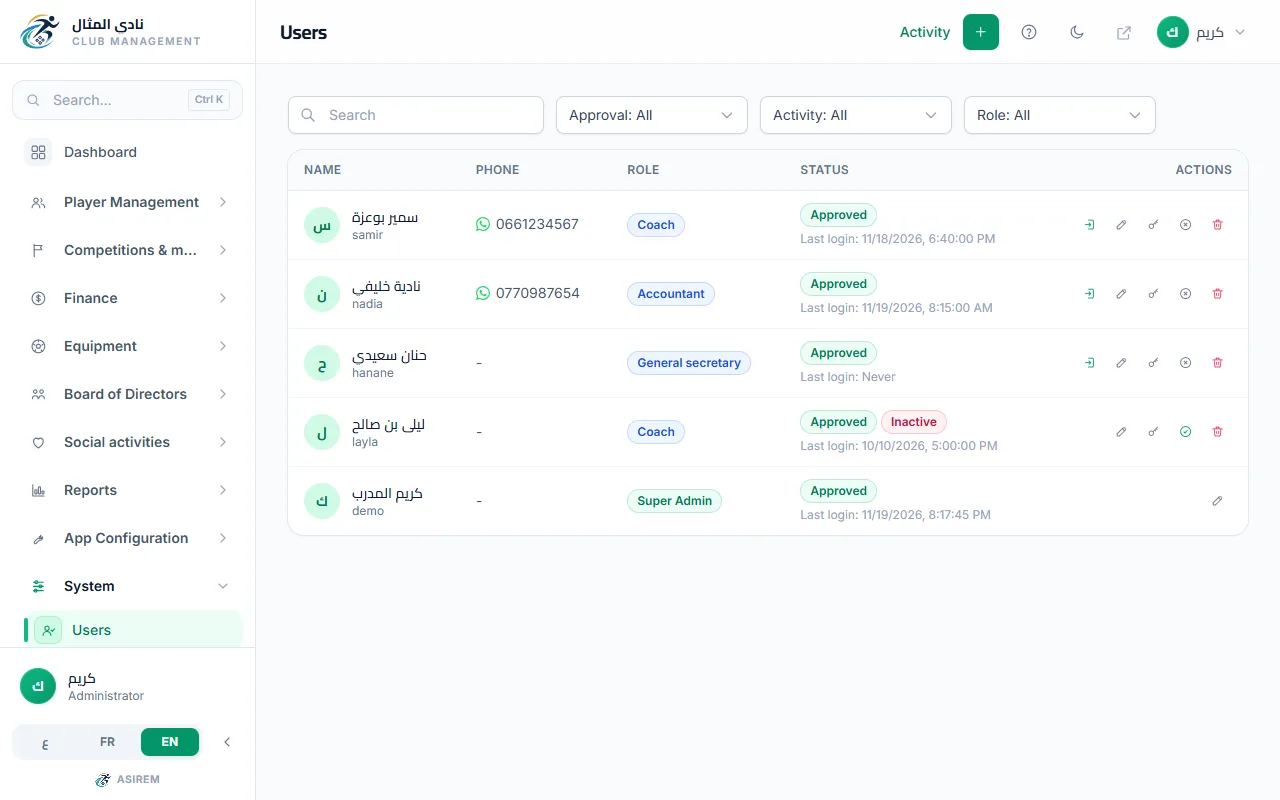 نادي المثال
CLUB MANAGEMENT
Search...
Ctrl K
Dashboard
Player Management
Competitions & m...
Finance
Equipment
Board of Directors
Social activities
Reports
App Configuration
System
Users
كريم
Administrator
ك
ع
FR
EN
ASIREM
Users
Activity
ك
كريم
Search
Approval: All
Activity: All
Role: All
NAME
PHONE
ROLE
STATUS
ACTIONS
س
سمير بوعزة
samir
0661234567
Coach
Approved
Last login: 11/18/2026, 6:40:00 PM
ن
نادية خليفي
nadia
0770987654
Accountant
Approved
Last login: 11/19/2026, 8:15:00 AM
ح
حنان سعيدي
hanane
-
General secretary
Approved
Last login: Never
ل
ليلى بن صالح
layla
-
Coach
Approved
Inactive
Last login: 10/10/2026, 5:00:00 PM
ك
كريم المدرب
demo
-
Super Admin
Approved
Last login: 11/19/2026, 8:17:45 PM